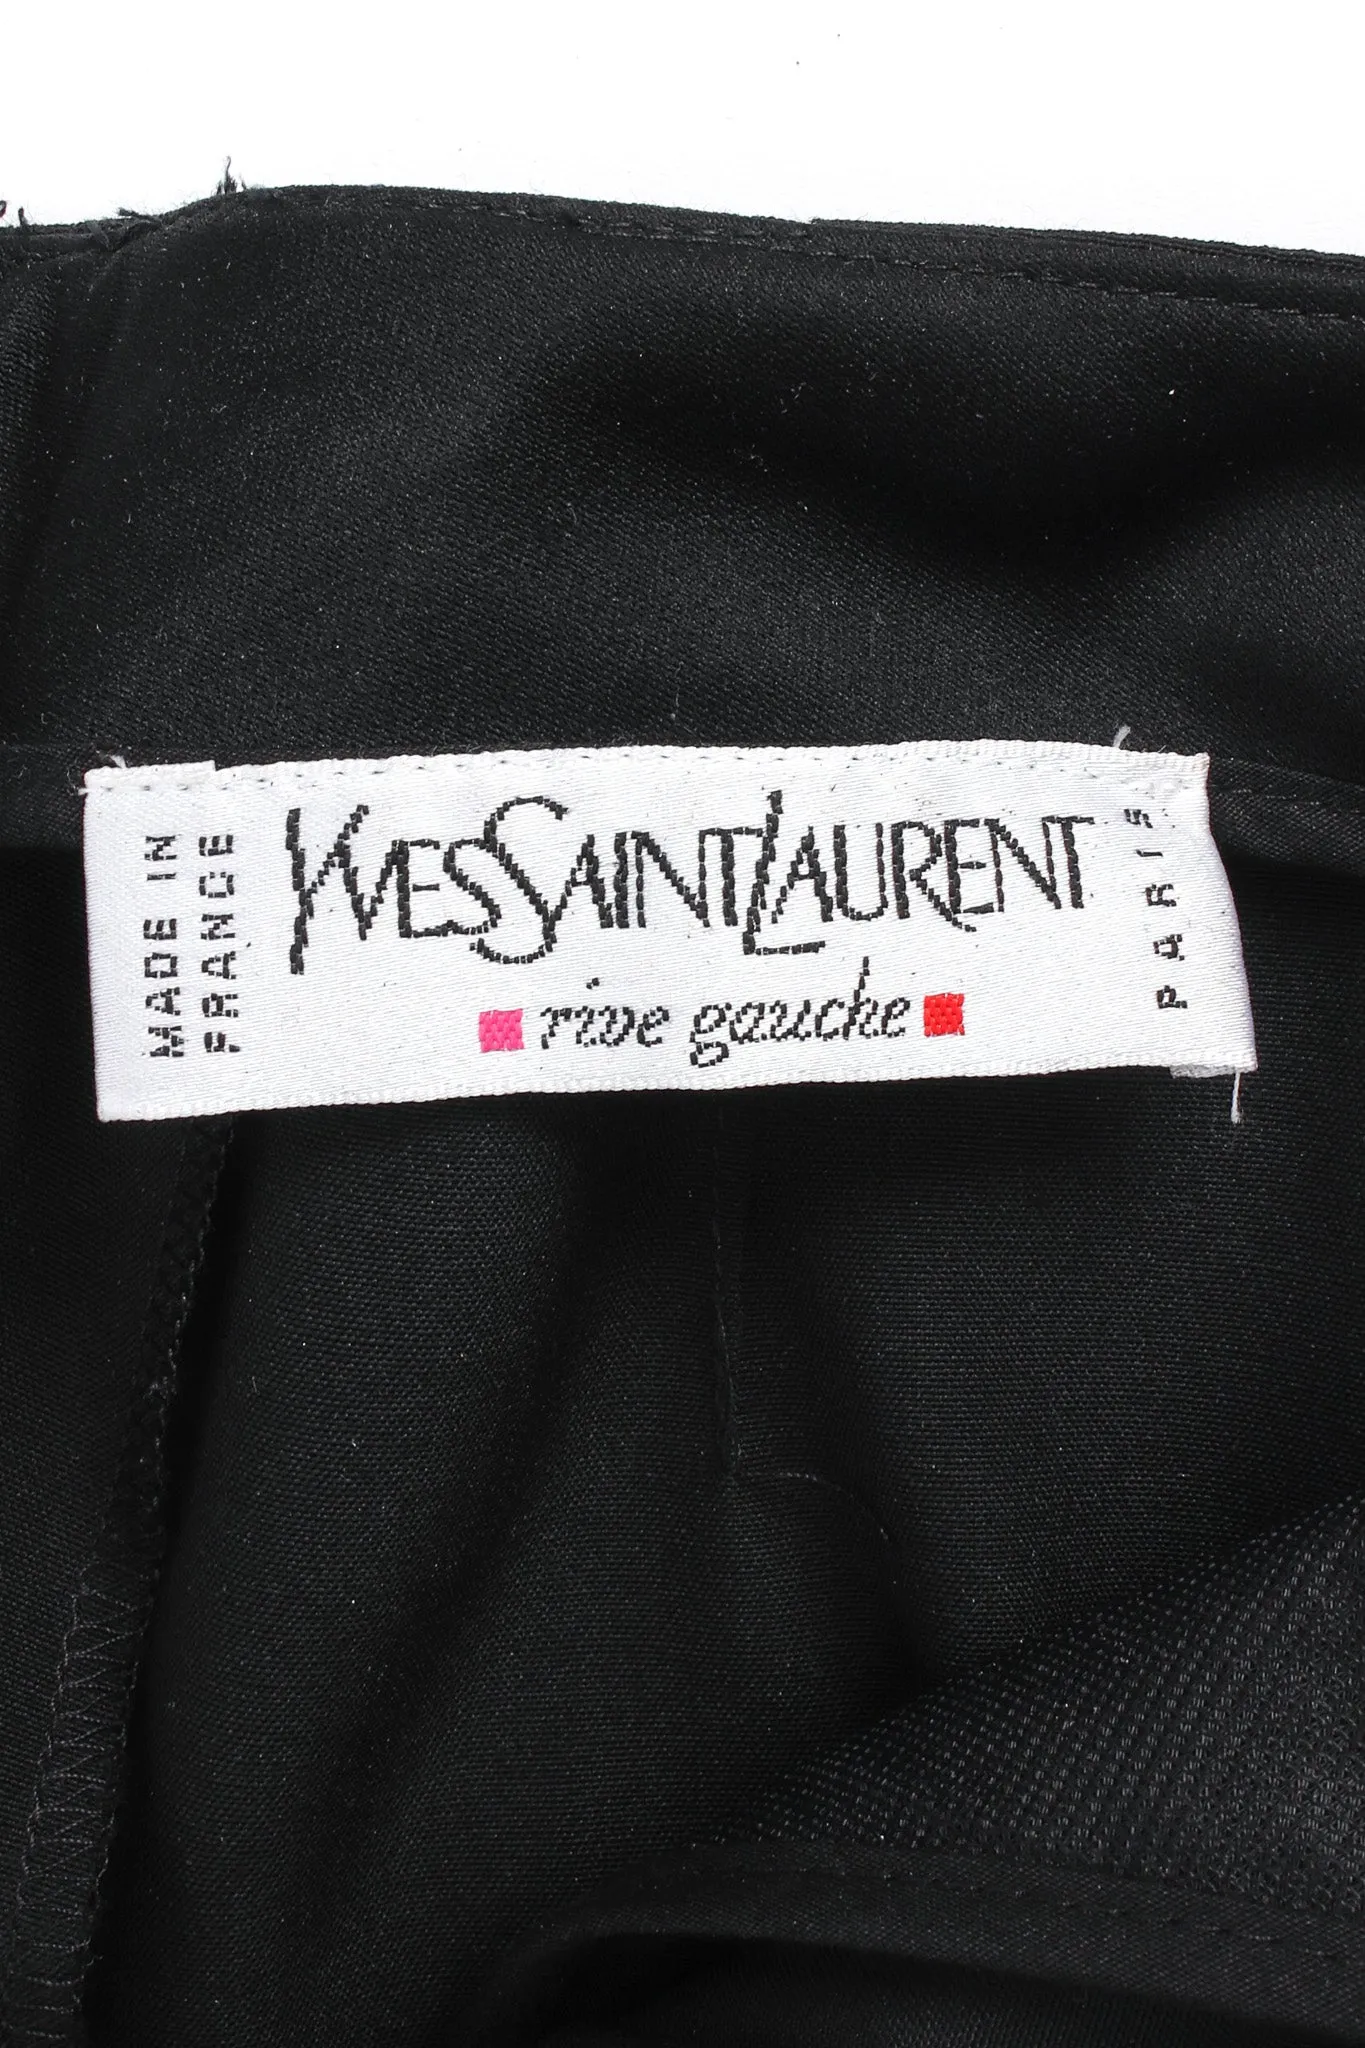 MADE IN
FRANCE
YVESSAINTLAURENT
rive gauche
PARIS